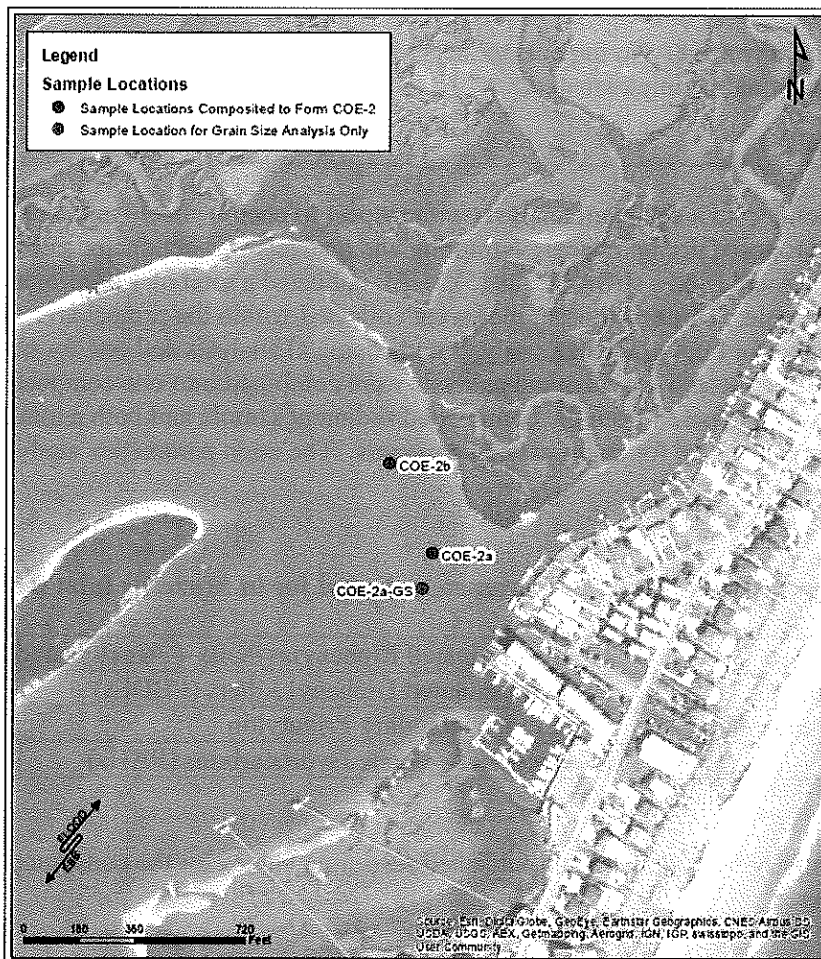 Legend
Sample Locations
Sample Locations Composited to Form COE-2
Sample Location for Grain Size Analysis Only
N
COE-2b
COE-2a
COE-2a-GS
FLOOD
EBB
0 180 360 720
Feet
Source: Esri, DigitalGlobe, GeoEye, Earthstar Geographics, CNES/Airbus DS,
USDA, USGS, AEX, Getmapping, Aerogrid, IGN, IGP, swisstopo, and the GIS
User Community